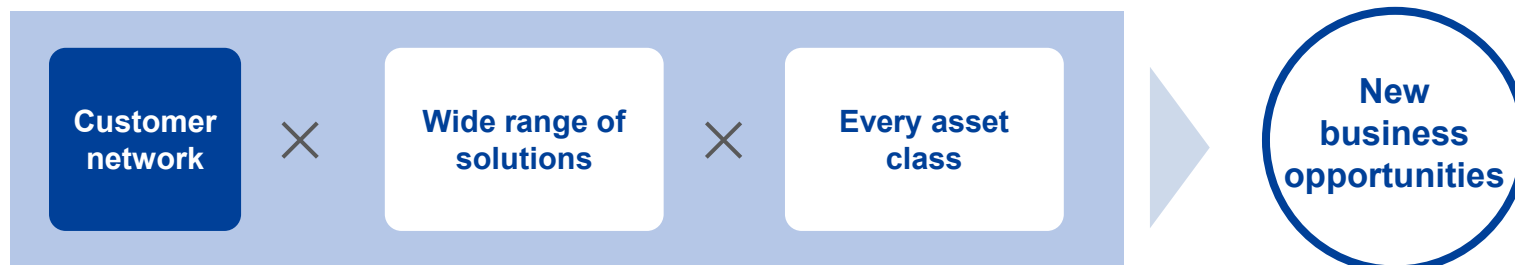 Customer
network
×
Wide range of
solutions
×
Every asset
class
New
business
opportunities